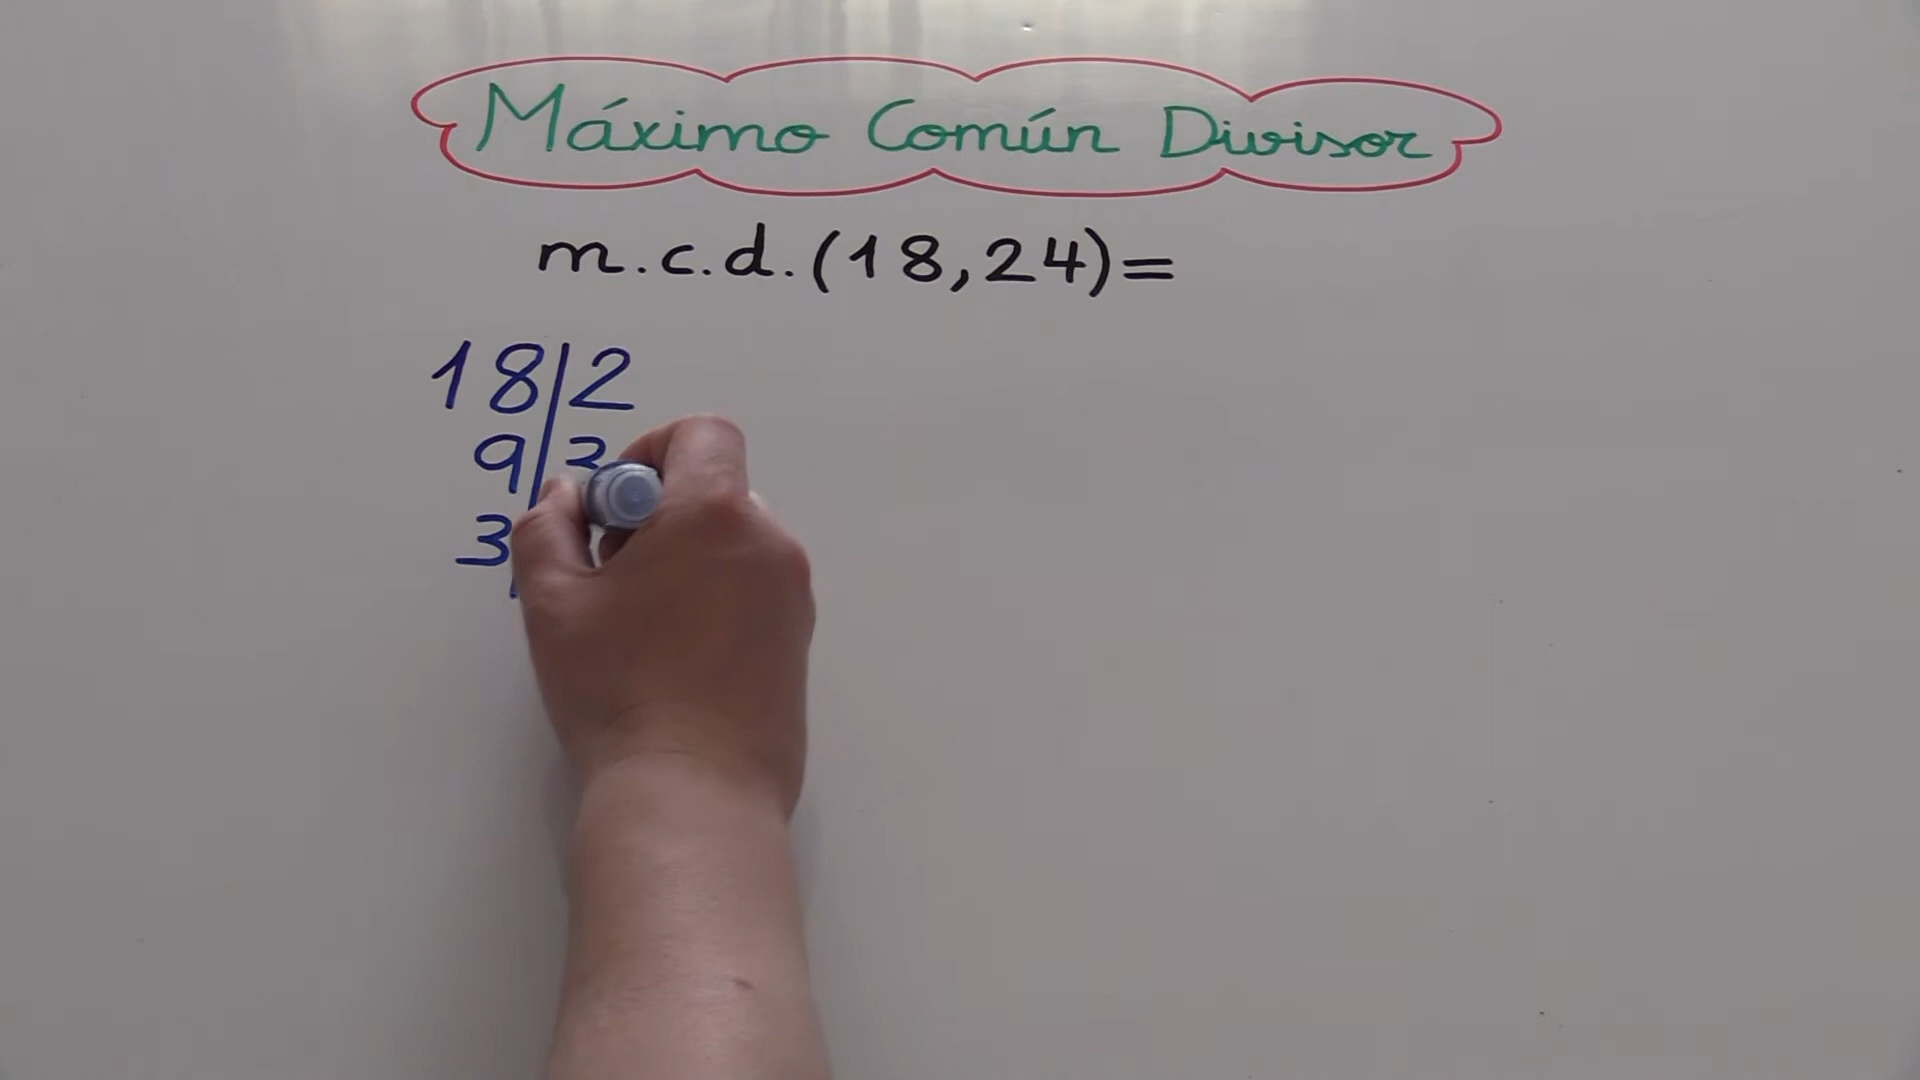 Máximo Común Divisor
m.c.d.(18,24)=
18|2
9|3
3|